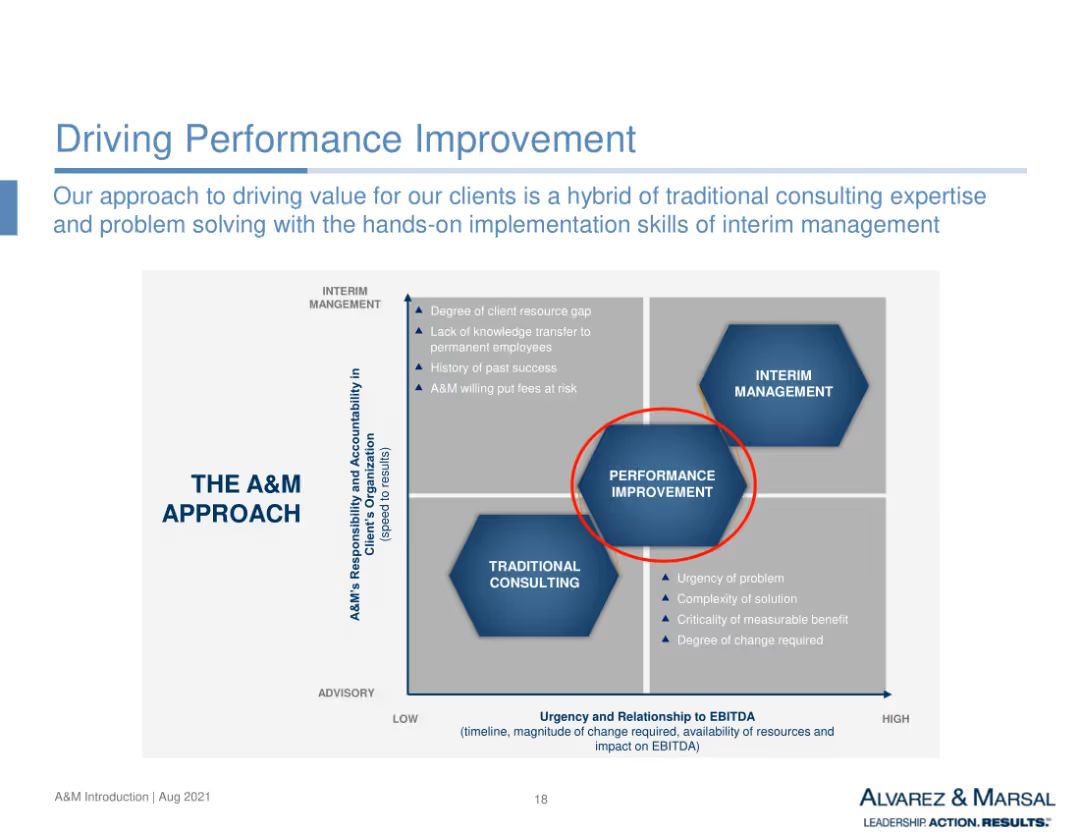 Driving Performance Improvement
Our approach to driving value for our clients is a hybrid of traditional consulting expertise
and problem solving with the hands-on implementation skills of interim management
THE A&M
APPROACH
INTERIM
MANGEMENT
A&M's Responsibility and Accountability in
Client's Organization
(speed to results)
ADVISORY
Degree of client resource gap
Lack of knowledge transfer to
permanent employees
History of past success
A&M willing put fees at risk
INTERIM
MANAGEMENT
PERFORMANCE
IMPROVEMENT
TRADITIONAL
CONSULTING
Urgency of problem
Complexity of solution
Criticality of measurable benefit
Degree of change required
LOW
Urgency and Relationship to EBITDA
(timeline, magnitude of change required, availability of resources and
impact on EBITDA)
HIGH
A&M Introduction | Aug 2021
18
ALVAREZ & MARSAL
LEADERSHIP. ACTION. RESULTS.℠